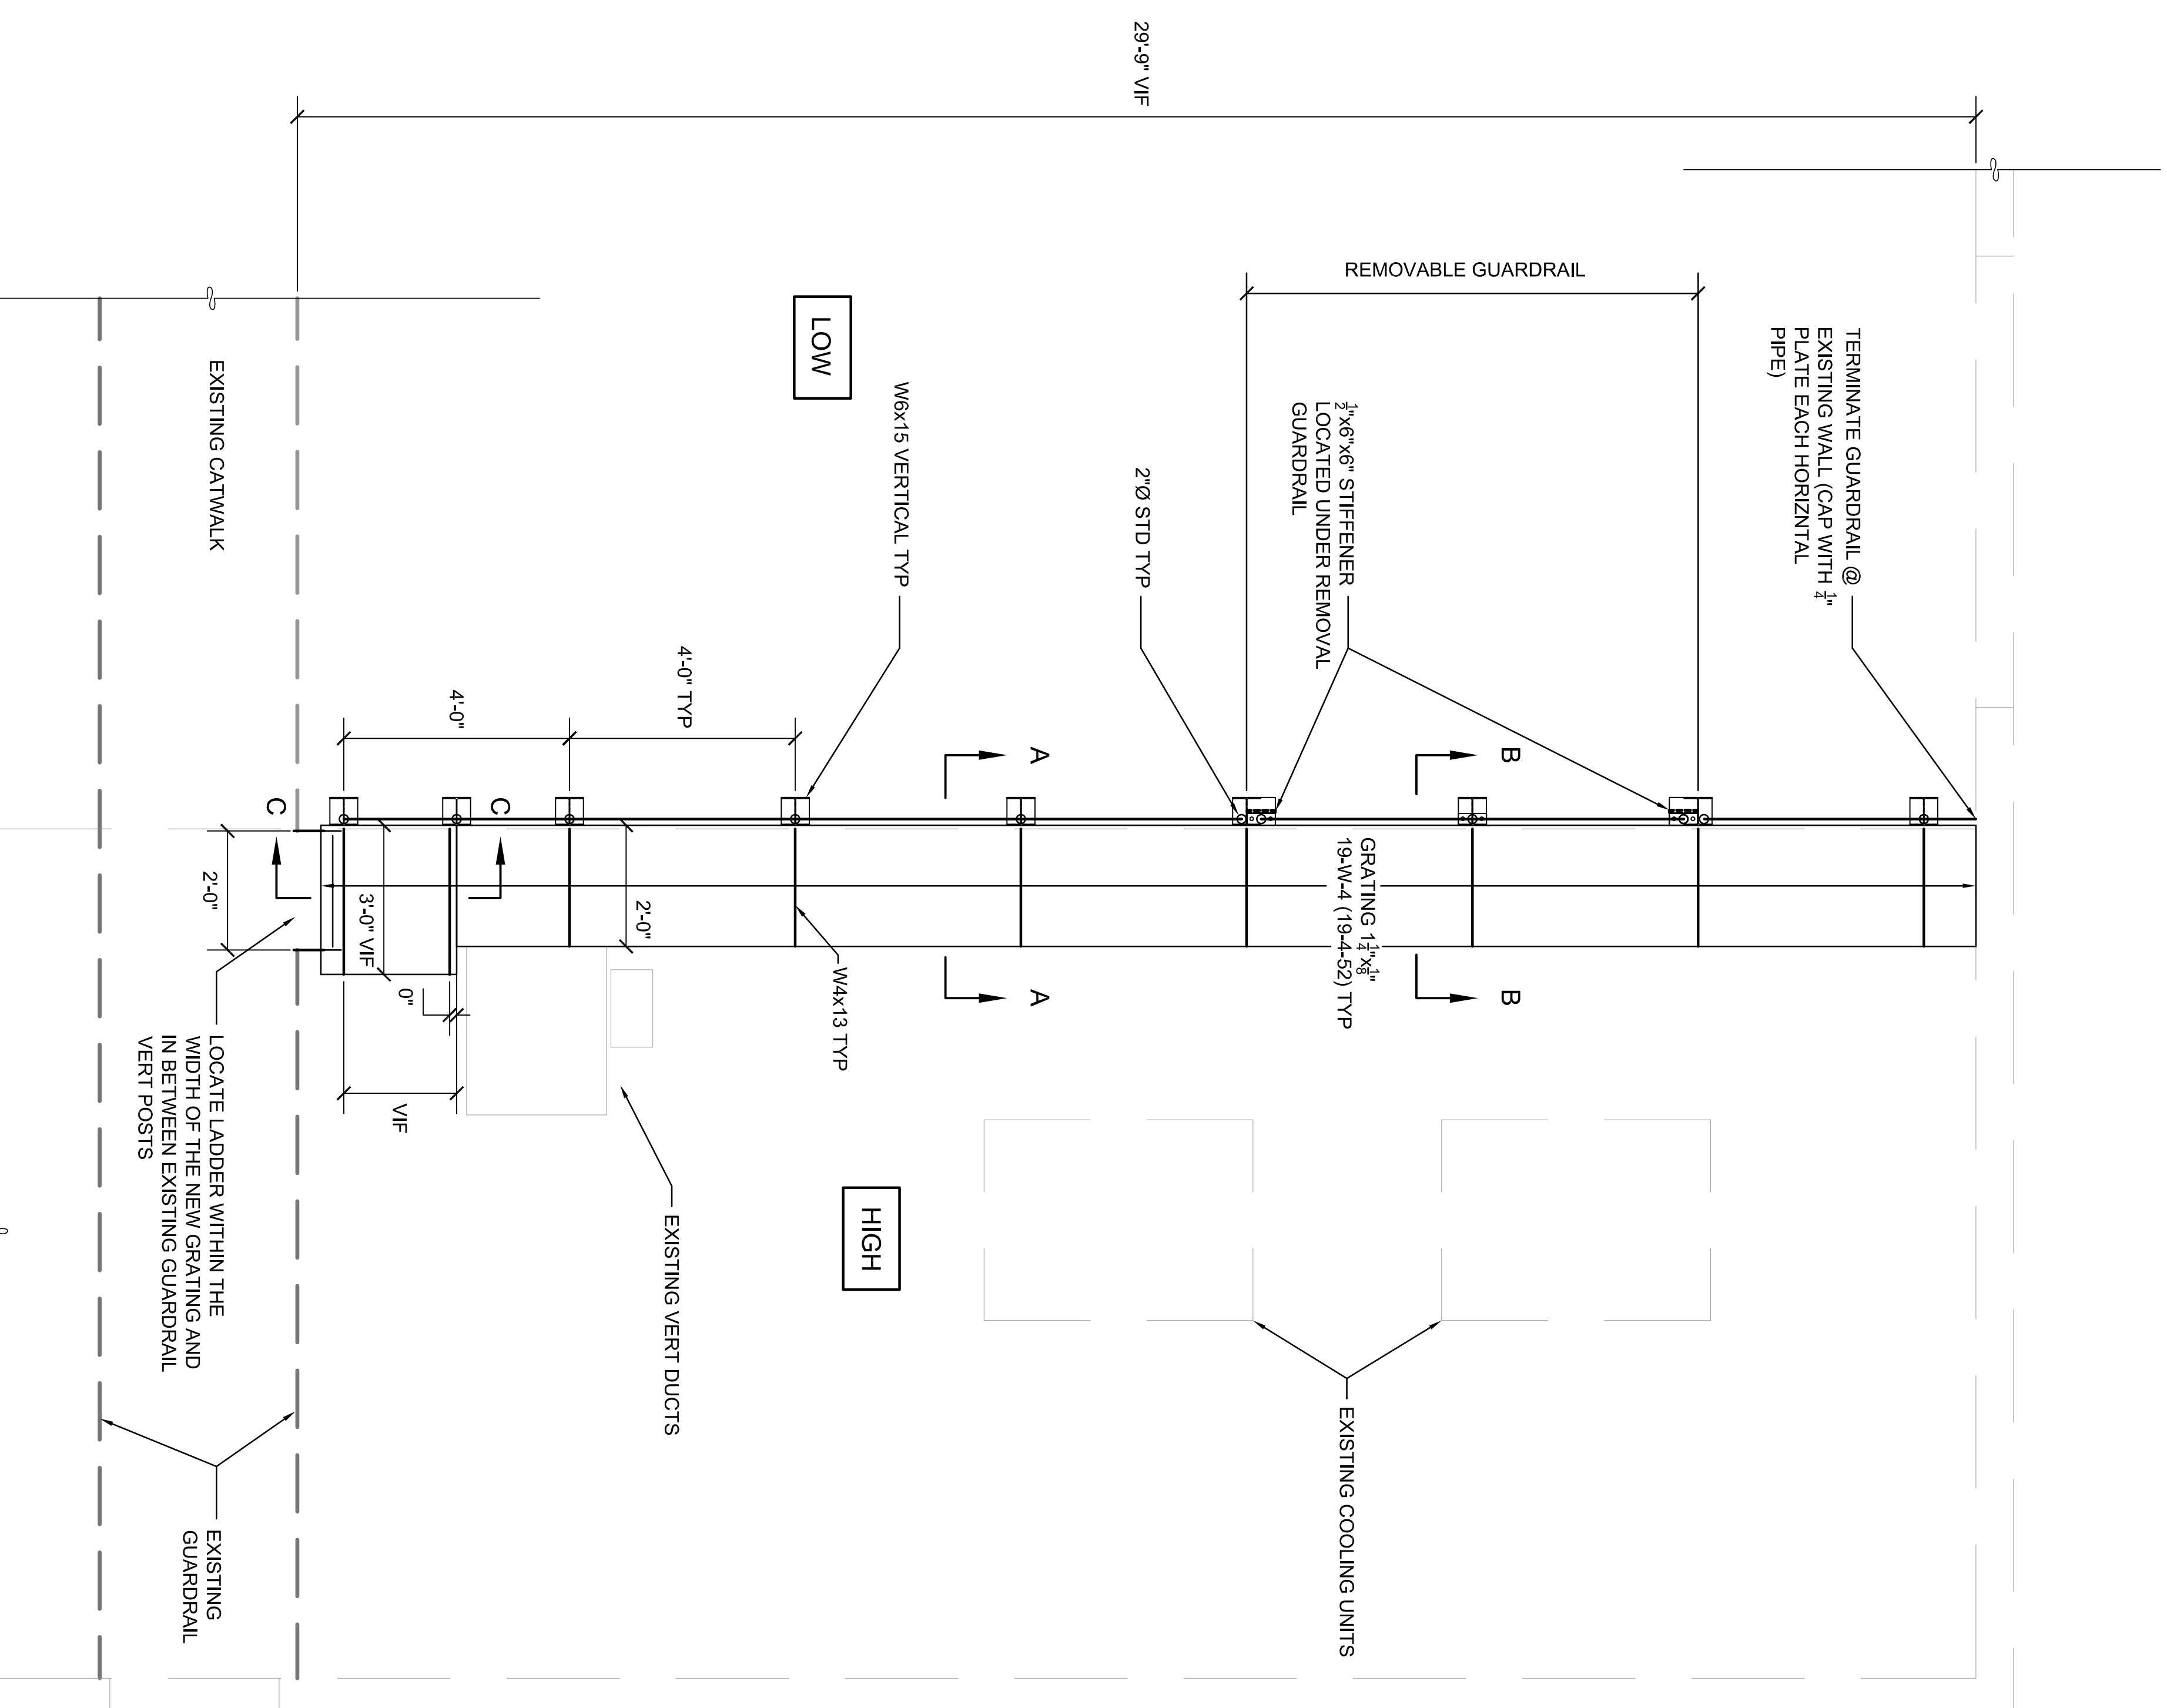 29'-9" VIF
REMOVABLE GUARDRAIL
TERMINATE GUARDRAIL @
EXISTING WALL (CAP WITH 1/4"
PLATE EACH HORIZNTAL
PIPE)
1/2"x6"x6" STIFFENER
LOCATED UNDER REMOVAL
GUARDRAIL
2"Ø STD TYP
W6x15 VERTICAL TYP
LOW
EXISTING CATWALK
4'-0" TYP
4'-0"
A
B
C
C
2'-0"
3'-0" VIF
2'-0"
GRATING 1 1/4"x1/8"
19-W-4 (19-4-52) TYP
W4x13 TYP
A
B
0"
VIF
LOCATE LADDER WITHIN THE
WIDTH OF THE NEW GRATING AND
IN BETWEEN EXISTING GUARDRAIL
VERT POSTS
EXISTING VERT DUCTS
HIGH
EXISTING COOLING UNITS
EXISTING
GUARDRAIL